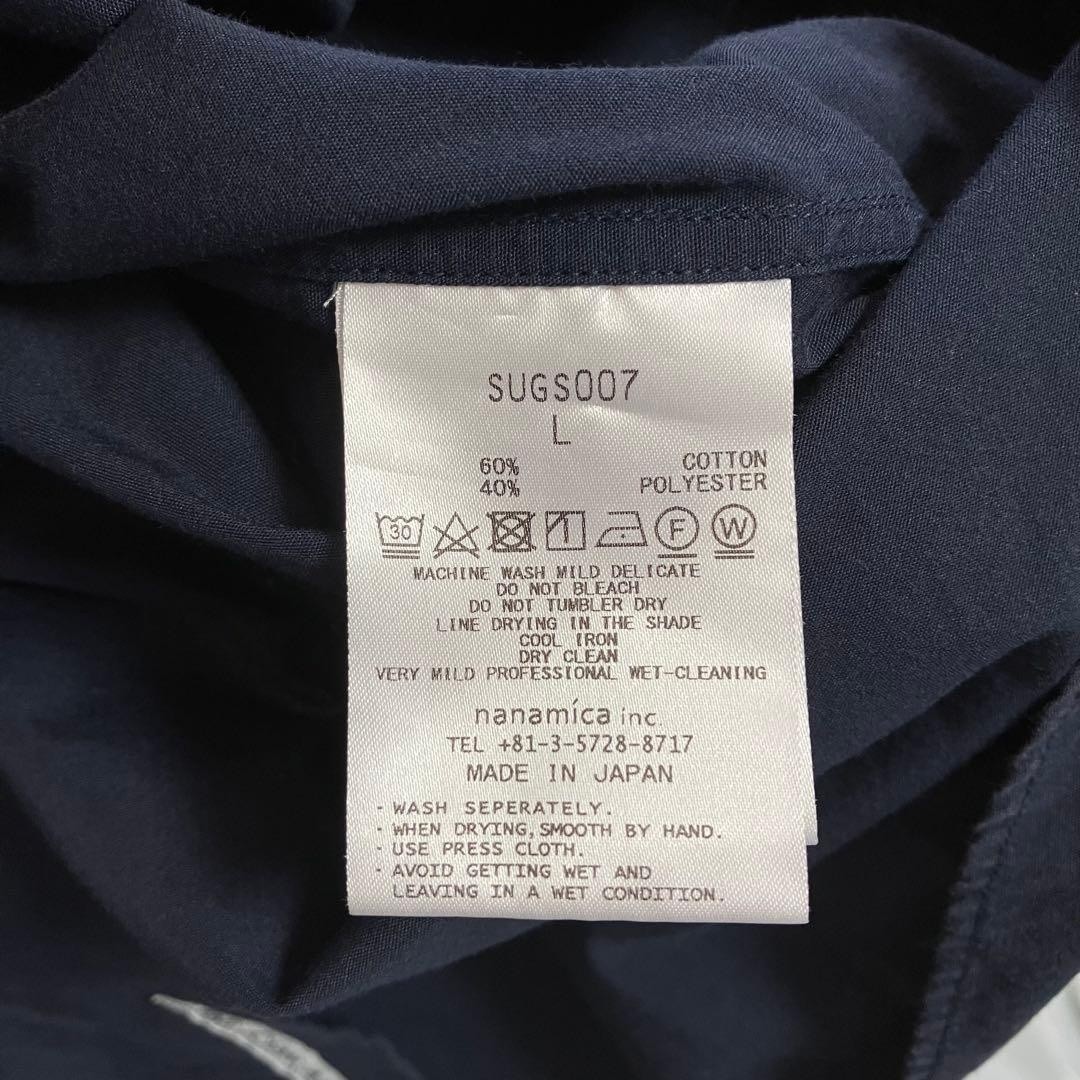 SUGS007
L
60% COTTON
40% POLYESTER
30 F W
MACHINE WASH MILD DELICATE
DO NOT BLEACH
DO NOT TUMBLER DRY
LINE DRYING IN THE SHADE
COOL IRON
DRY CLEAN
VERY MILD PROFESSIONAL WET-CLEANING
nanamíca inc.
TEL +81-3-5728-8717
MADE IN JAPAN
· WASH SEPERATELY.
· WHEN DRYING, SMOOTH BY HAND.
· USE PRESS CLOTH.
· AVOID GETTING WET AND
LEAVING IN A WET CONDITION.